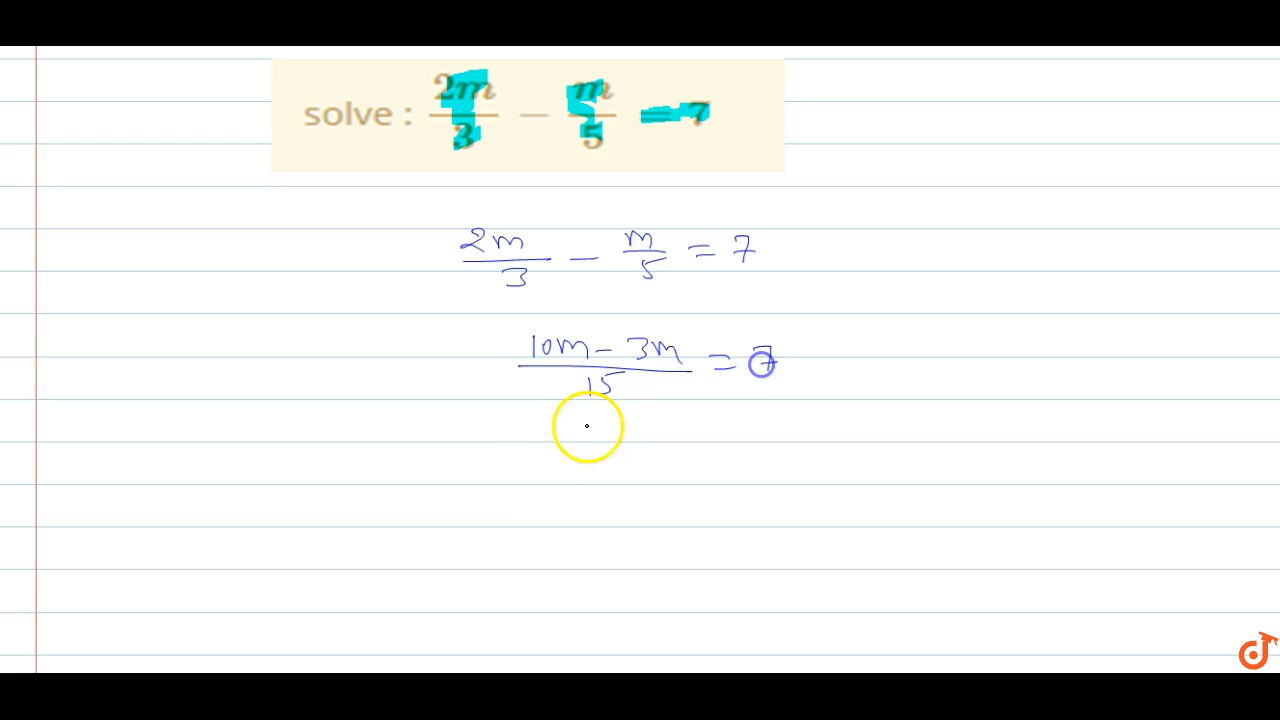 solve : 2m/3 − m/5 = 7
2m/3 − m/5 = 7
10m − 3m/15 = 7